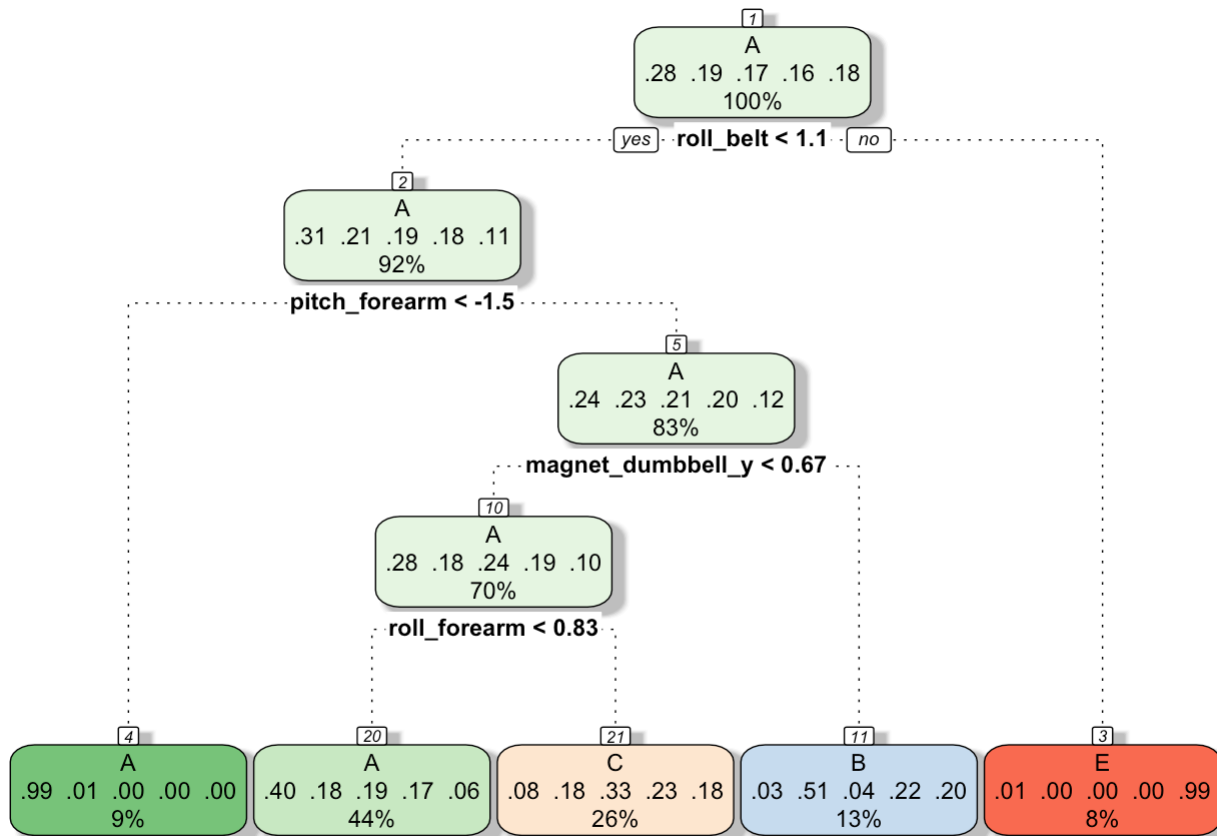 1
A
.28 .19 .17 .16 .18
100%
yes roll_belt < 1.1 no
2
A
.31 .21 .19 .18 .11
92%
pitch_forearm < -1.5
5
A
.24 .23 .21 .20 .12
83%
magnet_dumbbell_y < 0.67
10
A
.28 .18 .24 .19 .10
70%
roll_forearm < 0.83
4
A
.99 .01 .00 .00 .00
9%
20
A
.40 .18 .19 .17 .06
44%
21
C
.08 .18 .33 .23 .18
26%
11
B
.03 .51 .04 .22 .20
13%
3
E
.01 .00 .00 .00 .99
8%